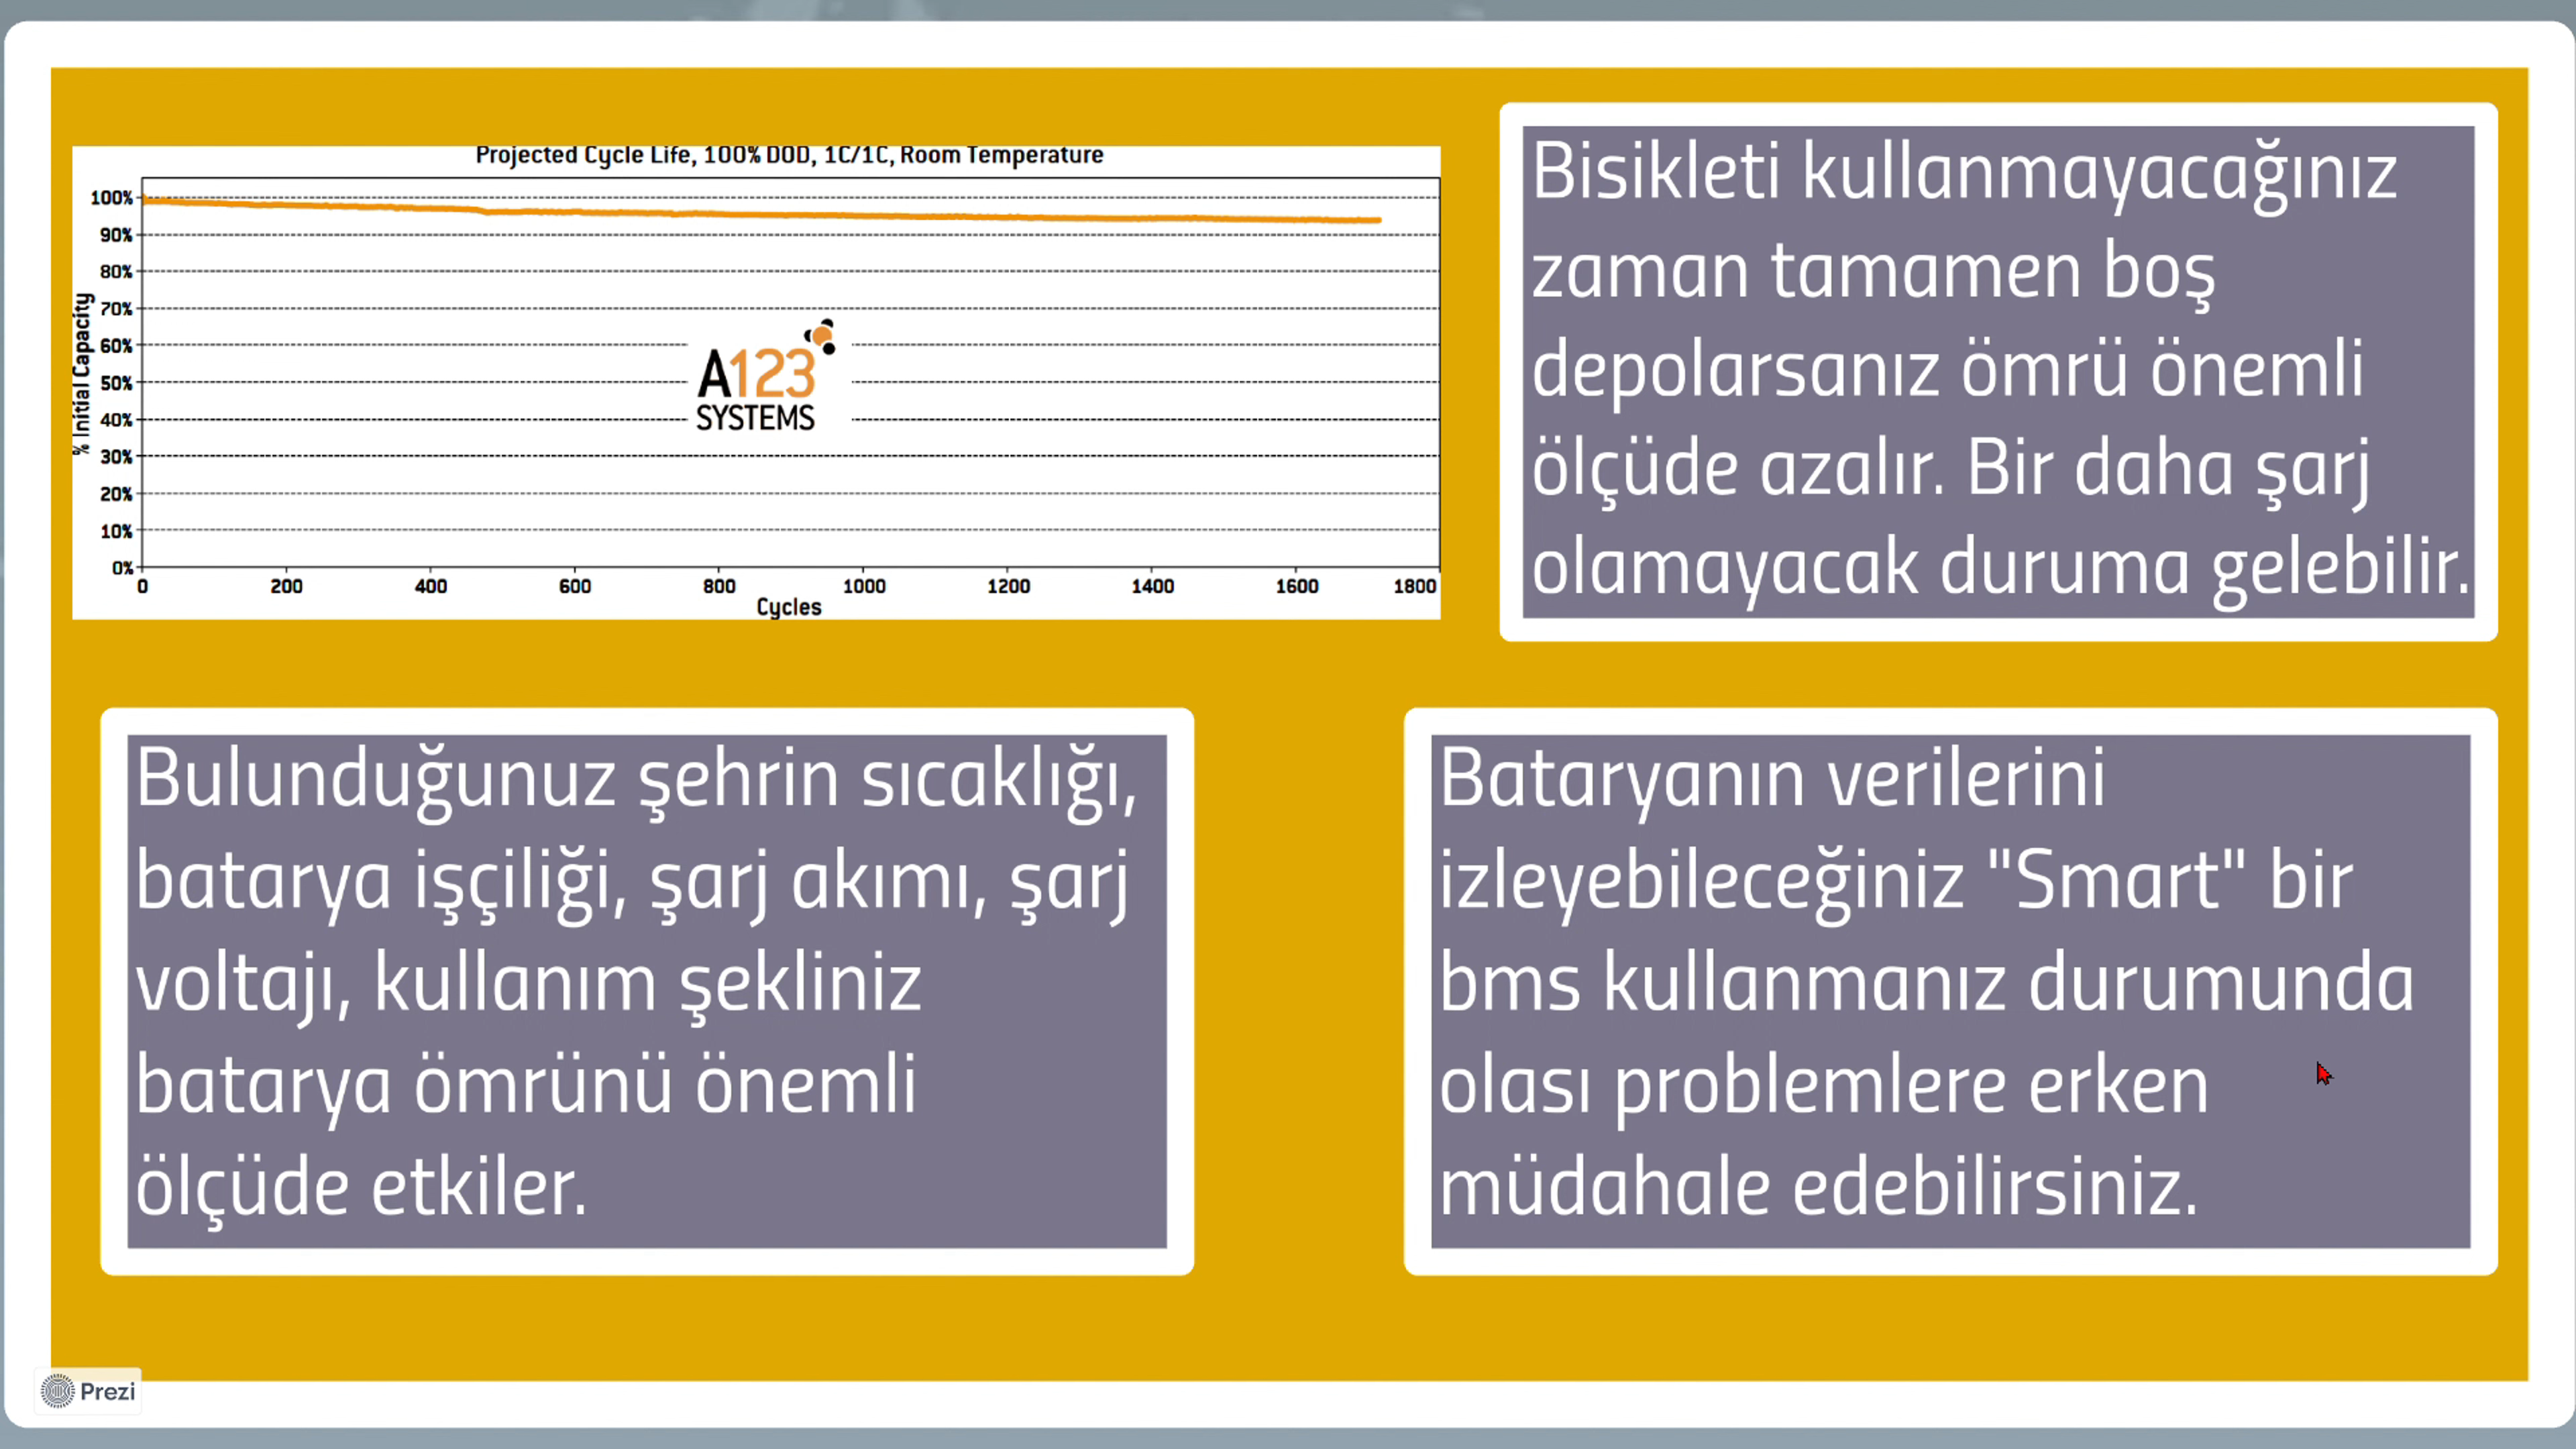 Projected Cycle Life, 100% DOD, 1C/1C, Room Temperature
100%
90%
80%
70%
60%
50%
40%
30%
20%
10%
0%
% Initial Capacity
A123
SYSTEMS
0 200 400 600 800 1000 1200 1400 1600 1800
Cycles
Bisikleti kullanmayacağınız
zaman tamamen boş
depolarsanız ömrü önemli
ölçüde azalır. Bir daha şarj
olamayacak duruma gelebilir.
Bulunduğunuz şehrin sıcaklığı,
batarya işçiliği, şarj akımı, şarj
voltajı, kullanım şekliniz
batarya ömrünü önemli
ölçüde etkiler.
Bataryanın verilerini
izleyebileceğiniz "Smart" bir
bms kullanmanız durumunda
olası problemlere erken
müdahale edebilirsiniz.
Prezi